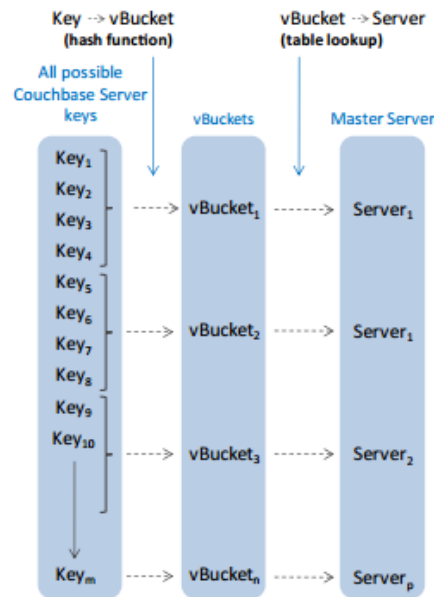 Key → vBucket
(hash function)
vBucket → Server
(table lookup)
All possible
Couchbase Server
keys
vBuckets
Master Server
Key₁
Key₂
Key₃
Key₄
vBucket₁
Server₁
Key₅
Key₆
Key₇
Key₈
vBucket₂
Server₁
Key₉
Key₁₀
vBucket₃
Server₂
Keyₘ
vBucketₙ
Serverₚ